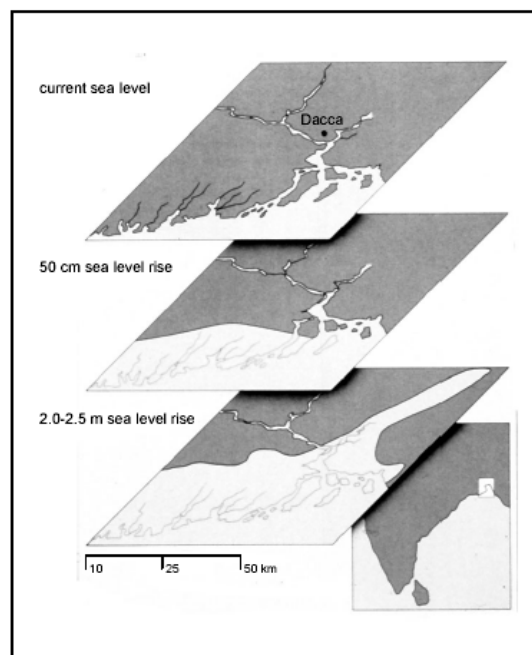 current sea level
Dacca
50 cm sea level rise
2.0-2.5 m sea level rise
10 25 50 km